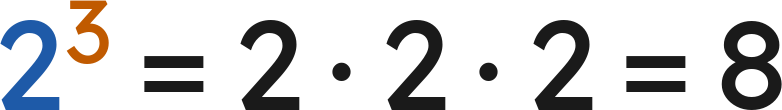 2³ = 2 · 2 · 2 = 8